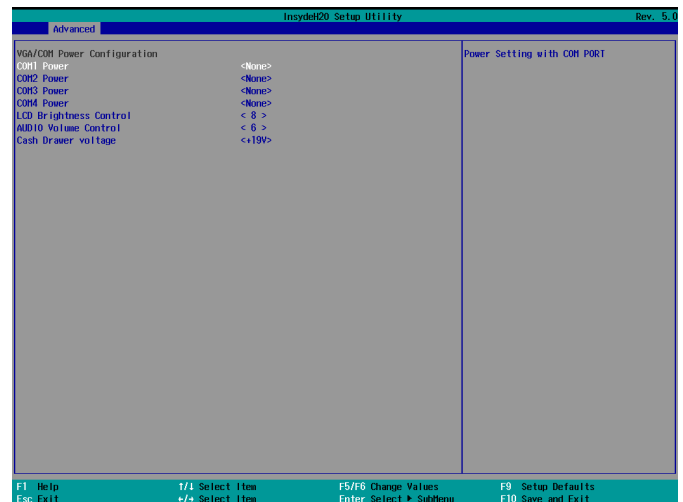 InsydeH20 Setup Utility Rev. 5.0
Advanced
VGA/COM Power Configuration
COM1 Power <None>
COM2 Power <None>
COM3 Power <None>
COM4 Power <None>
LCD Brightness Control < 8 >
AUDIO Volume Control < 6 >
Cash Drawer voltage <+19V>
Power Setting with COM PORT
F1 Help ↑/↓ Select Item F5/F6 Change Values F9 Setup Defaults
Esc Exit ←/→ Select Item Enter Select ▶ SubMenu F10 Save and Exit